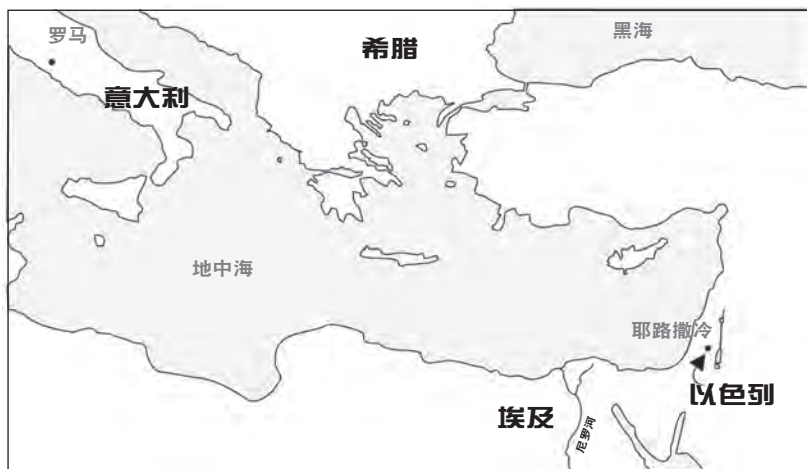 罗马
希腊
黑海
意大利
地中海
耶路撒冷
以色列
埃及
尼罗河